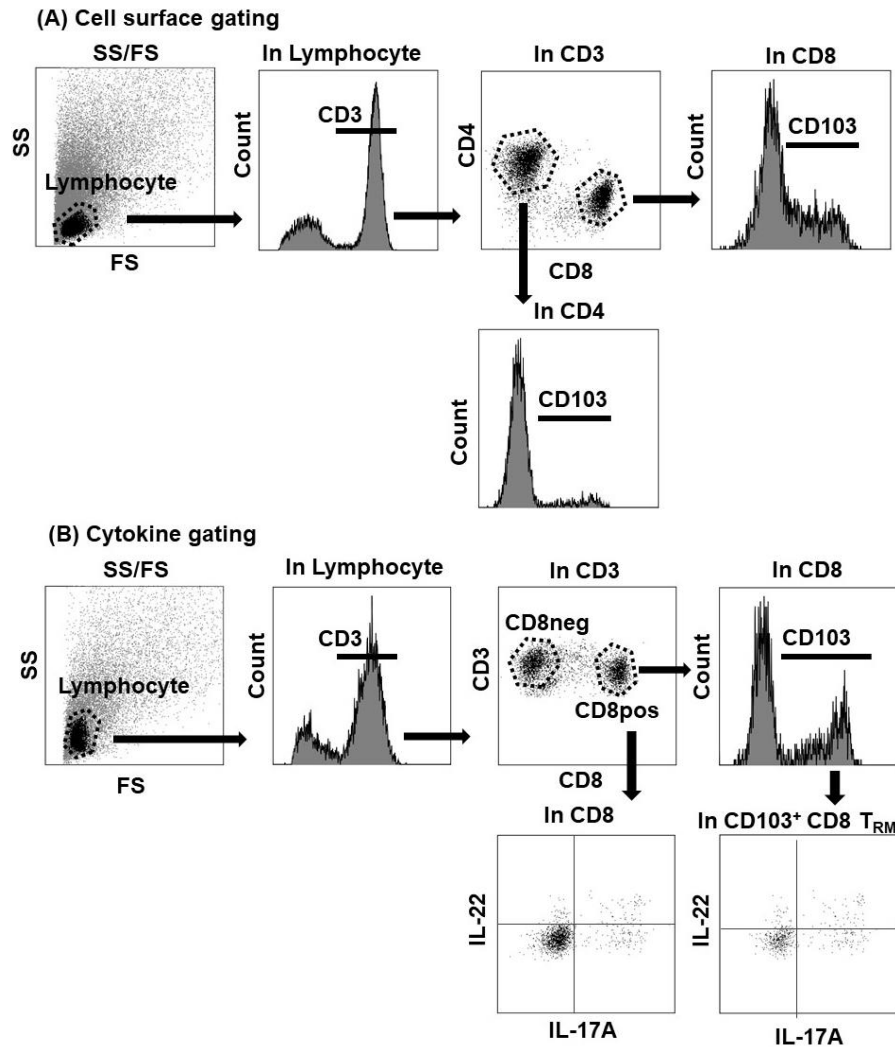 (A) Cell surface gating
SS/FS
In Lymphocyte
In CD3
In CD8
SS
Lymphocyte
FS
Count
CD3
CD4
CD8
Count
CD103
In CD4
Count
CD103
(B) Cytokine gating
SS/FS
In Lymphocyte
In CD3
In CD8
SS
Lymphocyte
FS
Count
CD3
CD3
CD8neg
CD8pos
CD8
Count
CD103
In CD8
In CD103+ CD8 TRM
IL-22
IL-17A
IL-22
IL-17A